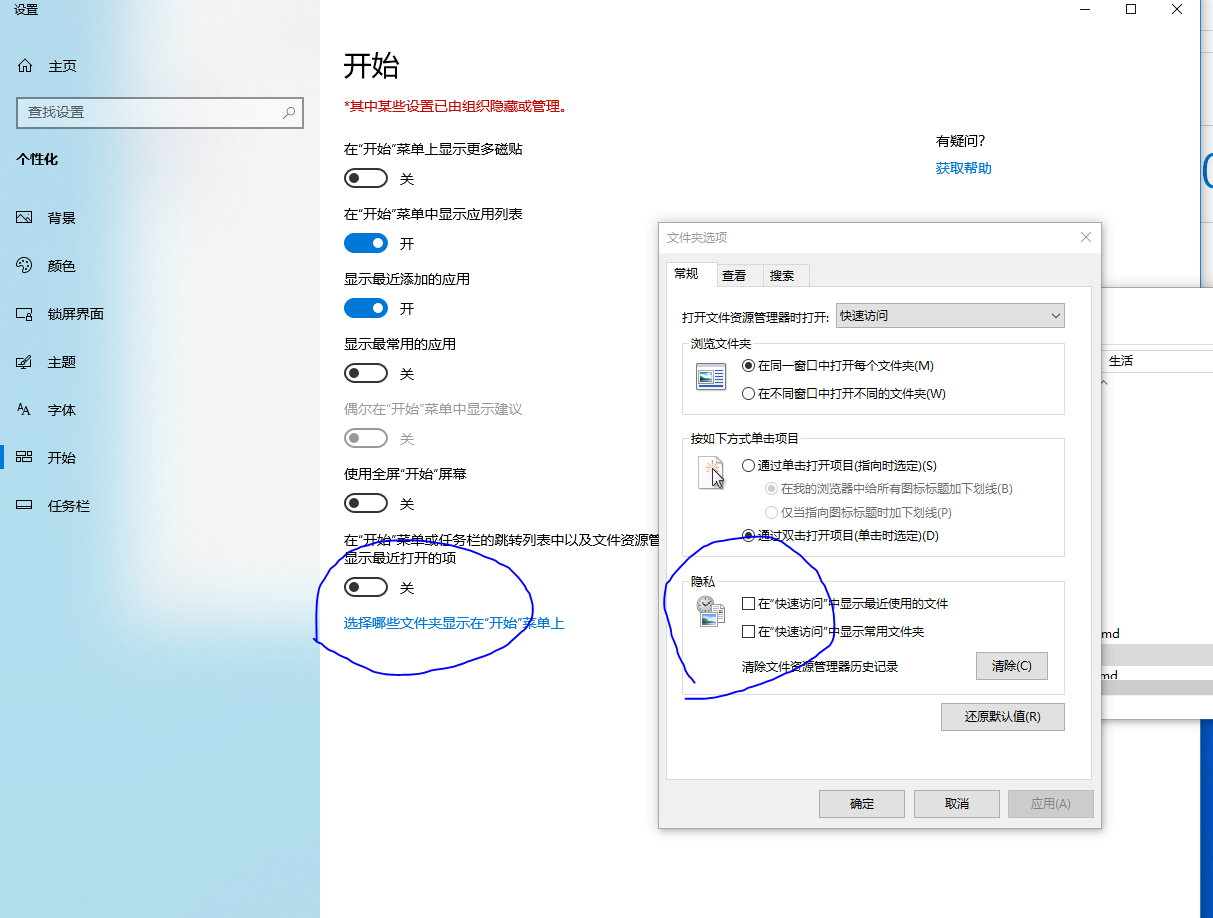 设置
主页
查找设置
个性化
背景
颜色
锁屏界面
主题
字体
开始
任务栏
开始
*其中某些设置已由组织隐藏或管理。
在"开始"菜单上显示更多磁贴
关
在"开始"菜单中显示应用列表
开
显示最近添加的应用
开
显示最常用的应用
关
偶尔在"开始"菜单中显示建议
关
使用全屏"开始"屏幕
关
在"开始"菜单或任务栏的跳转列表中以及文件资源管
显示最近打开的项
关
选择哪些文件夹显示在"开始"菜单上
有疑问?
获取帮助
文件夹选项
常规 查看 搜索
打开文件资源管理器时打开: 快速访问
浏览文件夹
在同一窗口中打开每个文件夹(M)
在不同窗口中打开不同的文件夹(W)
按如下方式单击项目
通过单击打开项目(指向时选定)(S)
在我的浏览器中给所有图标标题加下划线(B)
仅当指向图标标题时加下划线(P)
通过双击打开项目(单击时选定)(D)
隐私
在"快速访问"中显示最近使用的文件
在"快速访问"中显示常用文件夹
清除文件资源管理器历史记录 清除(C)
还原默认值(R)
确定 取消 应用(A)
生活
md
md